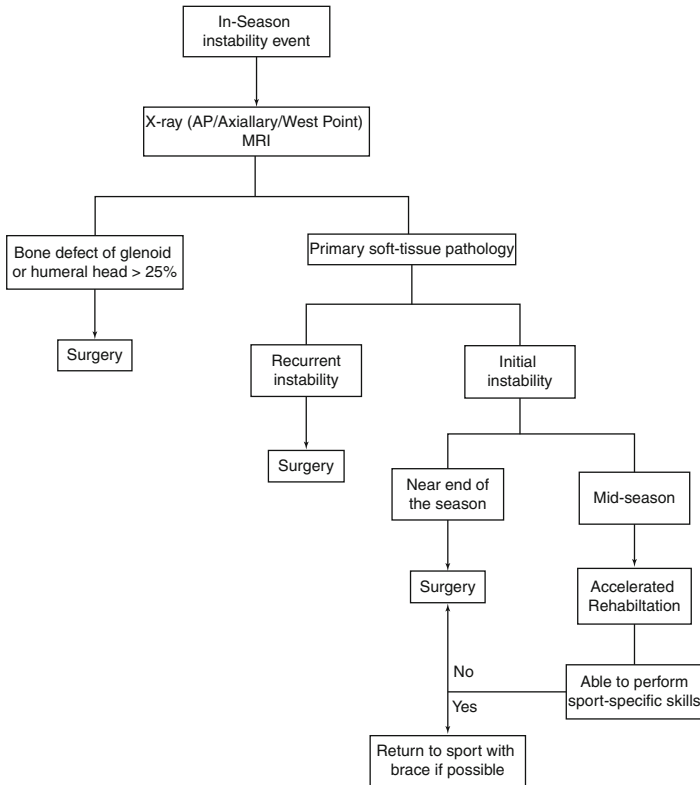 In-Season
instability event
X-ray (AP/Axiallary/West Point)
MRI
Bone defect of glenoid
or humeral head > 25%
Primary soft-tissue pathology
Surgery
Recurrent
instability
Initial
instability
Surgery
Near end of
the season
Mid-season
Surgery
Accelerated
Rehabiltation
No
Yes
Able to perform
sport-specific skills
Return to sport with
brace if possible